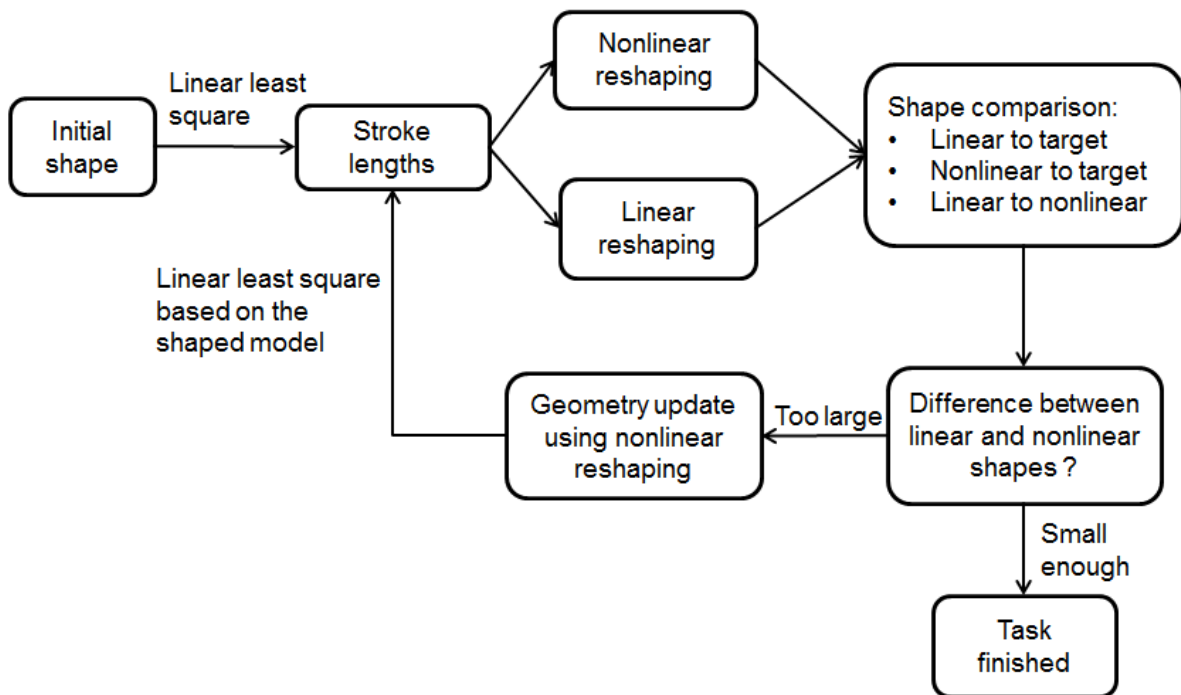 Initial
shape
Linear least
square
Stroke
lengths
Nonlinear
reshaping
Linear
reshaping
Shape comparison:
• Linear to target
• Nonlinear to target
• Linear to nonlinear
Difference between
linear and nonlinear
shapes ?
Too large
Geometry update
using nonlinear
reshaping
Linear least square
based on the
shaped model
Small
enough
Task
finished